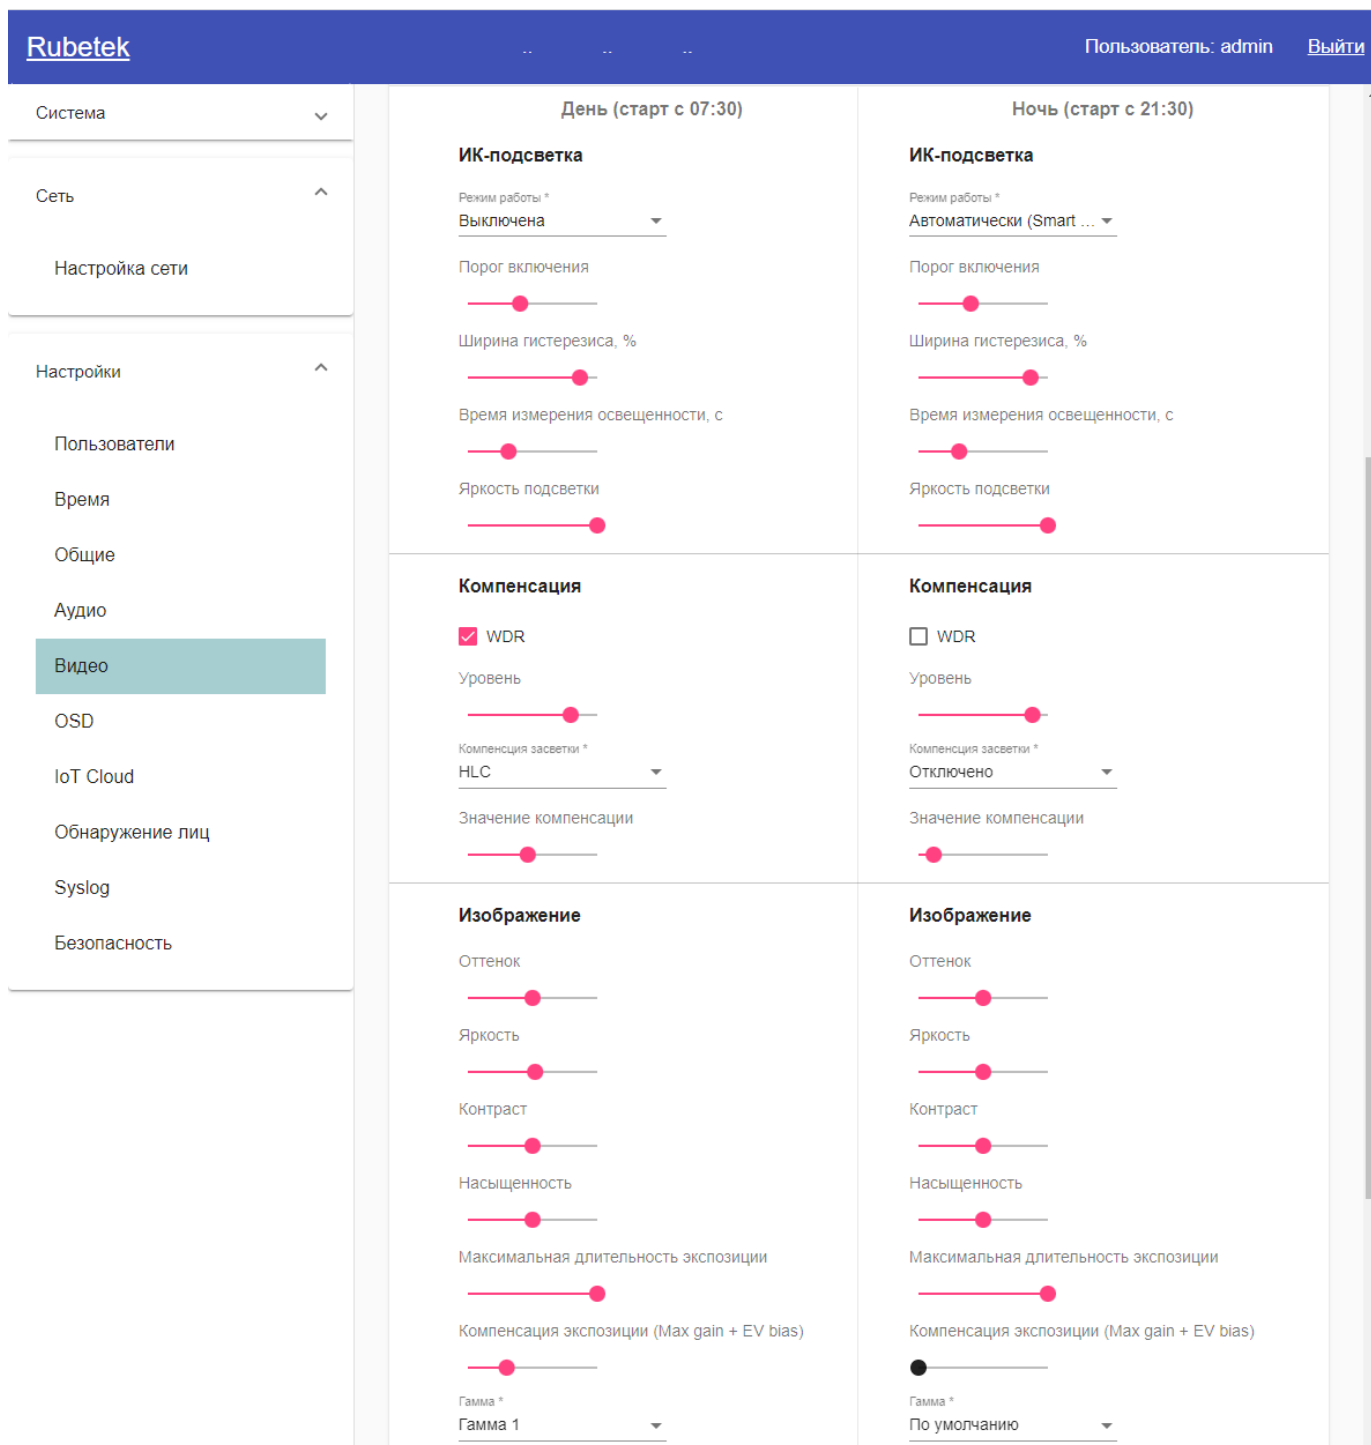 Rubetek
.. .. ..
Пользователь: admin
Выйти
Система
Сеть
Настройка сети
Настройки
Пользователи
Время
Общие
Аудио
Видео
OSD
IoT Cloud
Обнаружение лиц
Syslog
Безопасность
День (старт с 07:30)
ИК-подсветка
Режим работы *
Выключена
Порог включения
Ширина гистерезиса, %
Время измерения освещенности, с
Яркость подсветки
Компенсация
WDR
Уровень
Компенсция засветки *
HLC
Значение компенсации
Изображение
Оттенок
Яркость
Контраст
Насыщенность
Максимальная длительность экспозиции
Компенсация экспозиции (Max gain + EV bias)
Гамма *
Гамма 1
Ночь (старт с 21:30)
ИК-подсветка
Режим работы *
Автоматически (Smart ...
Порог включения
Ширина гистерезиса, %
Время измерения освещенности, с
Яркость подсветки
Компенсация
WDR
Уровень
Компенсция засветки *
Отключено
Значение компенсации
Изображение
Оттенок
Яркость
Контраст
Насыщенность
Максимальная длительность экспозиции
Компенсация экспозиции (Max gain + EV bias)
Гамма *
По умолчанию